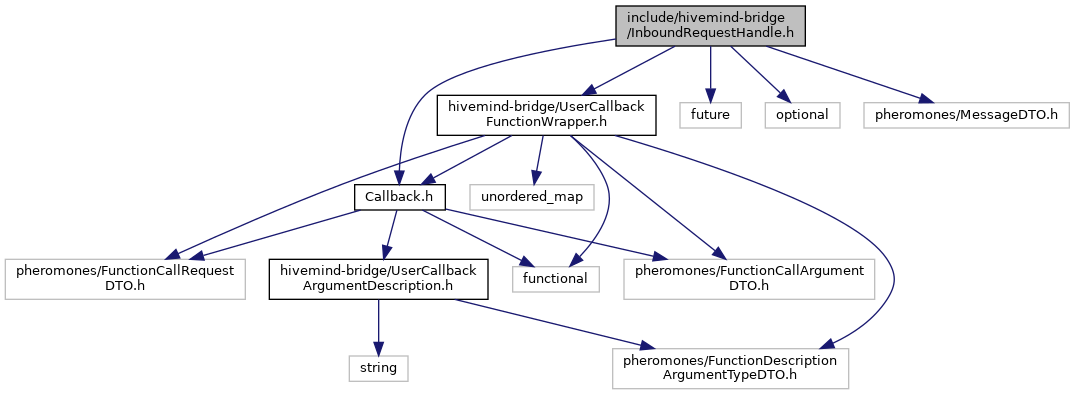 include/hivemind-bridge
/InboundRequestHandle.h
hivemind-bridge/UserCallback
FunctionWrapper.h
future
optional
pheromones/MessageDTO.h
Callback.h
unordered_map
pheromones/FunctionCallRequest
DTO.h
hivemind-bridge/UserCallback
ArgumentDescription.h
functional
pheromones/FunctionCallArgument
DTO.h
string
pheromones/FunctionDescription
ArgumentTypeDTO.h